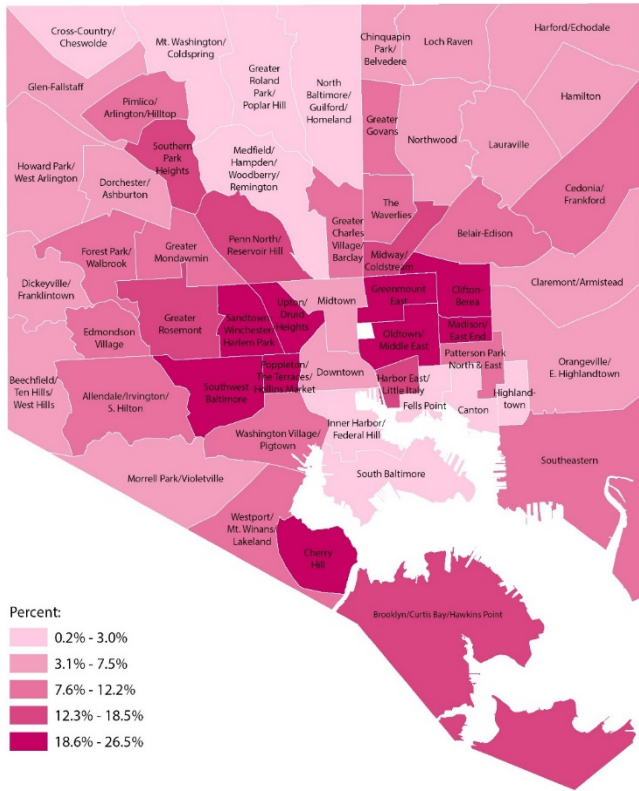 Cross-Country/
Cheswolde
Mt. Washington/
Coldspring
Greater
Roland
Park/
Poplar Hill
North
Baltimore/
Guilford/
Homeland
Chinquapin
Park/
Belvedere
Loch Raven
Harford/Echodale
Glen-Fallstaff
Pimlico/
Arlington/Hilltop
Greater
Govans
Northwood
Hamilton
Lauraville
Southern
Park
Heights
Medfield/
Hampden/
Woodberry/
Remington
Howard Park/
West Arlington
Dorchester/
Ashburton
Cedonia/
Frankford
The
Waverlies
Belair-Edison
Greater
Charles
Village/
Barclay
Penn North/
Reservoir Hill
Forest Park/
Walbrook
Greater
Mondawmin
Midway/
Coldstream
Dickeyville/
Franklintown
Claremont/Armistead
Greenmount
East
Clifton-
Berea
Midtown
Upton/
Druid
Heights
Sandtown-
Winchester/
Harlem Park
Greater
Rosemont
Edmondson
Village
Oldtown/
Middle East
Madison/
East End
Patterson Park
North & East
Orangeville/
E. Highlandtown
Beechfield/
Ten Hills/
West Hills
Allendale/Irvington/
S. Hilton
Southwest
Baltimore
Poppleton/
The Terraces/
Hollins Market
Downtown
Harbor East/
Little Italy
Fells Point
Canton
Highland-
town
Inner Harbor/
Federal Hill
Washington Village/
Pigtown
Southeastern
Morrell Park/Violetville
South Baltimore
Westport/
Mt. Winans/
Lakeland
Cherry
Hill
Brooklyn/Curtis Bay/Hawkins Point
Percent:
0.2% - 3.0%
3.1% - 7.5%
7.6% - 12.2%
12.3% - 18.5%
18.6% - 26.5%